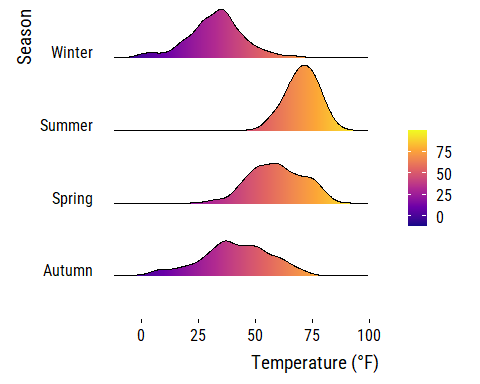 Season
Winter
Summer
Spring
Autumn
75
50
25
0
0 25 50 75 100
Temperature (°F)